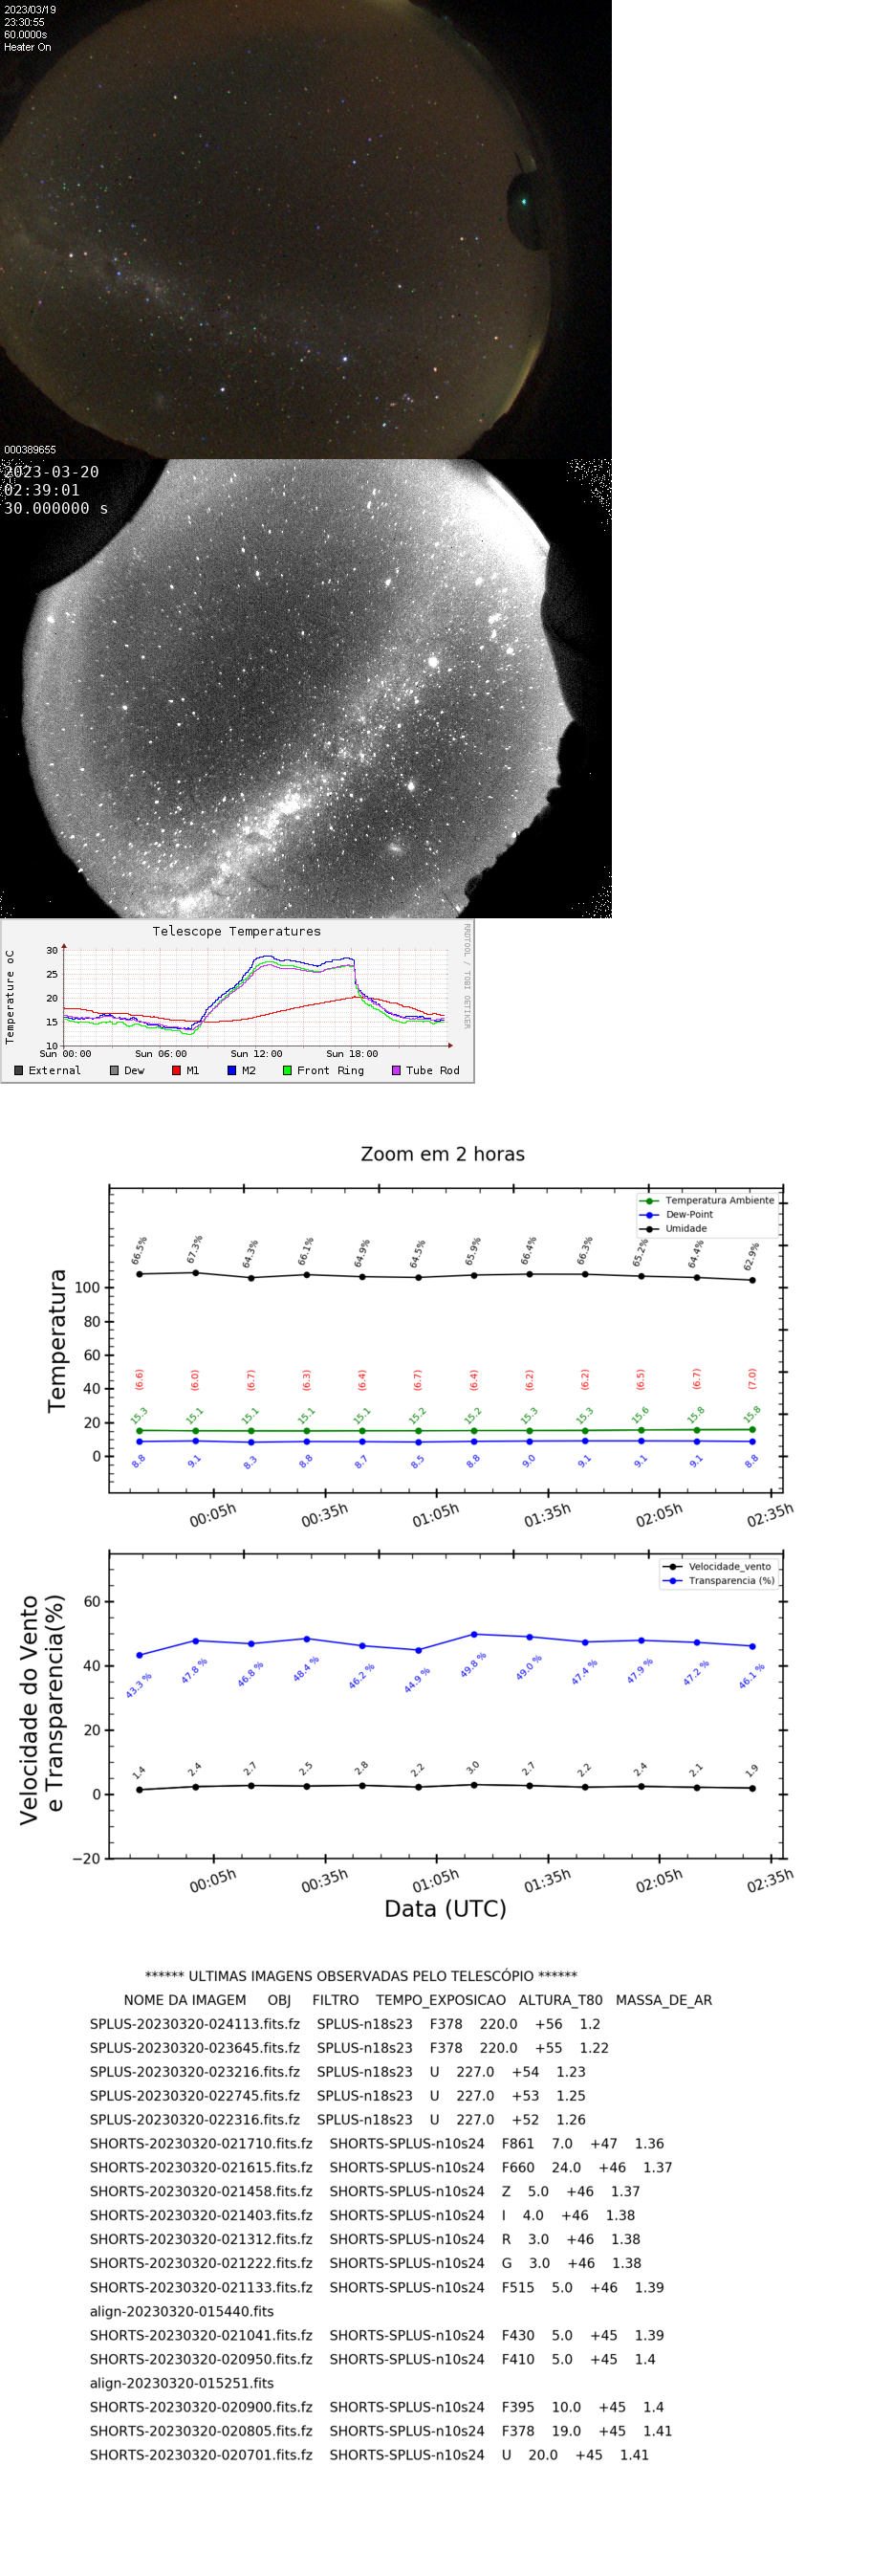 2023/03/19
23:30:55
60.0000s
Heater On
000389655
2023-03-20
02:39:01
30.000000 s
Telescope Temperatures
RRDTOOL / TOBI OETIKER
Temperature oC
30
25
20
15
10
Sun 00:00 Sun 06:00 Sun 12:00 Sun 18:00
External Dew M1 M2 Front Ring Tube Rod
Zoom em 2 horas
Temperatura Ambiente
Dew-Point
Umidade
66.5% 67.3% 64.3% 66.1% 64.9% 64.5% 65.9% 66.4% 66.3% 65.2% 64.4% 62.9%
Temperatura
100
80
60
40
20
0
(6.6) (6.0) (6.7) (6.3) (6.4) (6.7) (6.4) (6.2) (6.2) (6.5) (6.7) (7.0)
15.3 15.1 15.1 15.1 15.1 15.2 15.2 15.3 15.3 15.6 15.8 15.8
8.8 9.1 8.3 8.8 8.7 8.5 8.8 9.0 9.1 9.1 9.1 8.8
00:05h 00:35h 01:05h 01:35h 02:05h 02:35h
Velocidade_vento
Transparencia (%)
Velocidade do Vento
e Transparencia(%)
60
40
20
0
−20
43.3 % 47.8 % 46.8 % 48.4 % 46.2 % 44.9 % 49.8 % 49.0 % 47.4 % 47.9 % 47.2 % 46.1 %
1.4 2.4 2.7 2.5 2.8 2.2 3.0 2.7 2.2 2.4 2.1 1.9
00:05h 00:35h 01:05h 01:35h 02:05h 02:35h
Data (UTC)
****** ULTIMAS IMAGENS OBSERVADAS PELO TELESCÓPIO ******
NOME DA IMAGEM OBJ FILTRO TEMPO_EXPOSICAO ALTURA_T80 MASSA_DE_AR
SPLUS-20230320-024113.fits.fz SPLUS-n18s23 F378 220.0 +56 1.2
SPLUS-20230320-023645.fits.fz SPLUS-n18s23 F378 220.0 +55 1.22
SPLUS-20230320-023216.fits.fz SPLUS-n18s23 U 227.0 +54 1.23
SPLUS-20230320-022745.fits.fz SPLUS-n18s23 U 227.0 +53 1.25
SPLUS-20230320-022316.fits.fz SPLUS-n18s23 U 227.0 +52 1.26
SHORTS-20230320-021710.fits.fz SHORTS-SPLUS-n10s24 F861 7.0 +47 1.36
SHORTS-20230320-021615.fits.fz SHORTS-SPLUS-n10s24 F660 24.0 +46 1.37
SHORTS-20230320-021458.fits.fz SHORTS-SPLUS-n10s24 Z 5.0 +46 1.37
SHORTS-20230320-021403.fits.fz SHORTS-SPLUS-n10s24 I 4.0 +46 1.38
SHORTS-20230320-021312.fits.fz SHORTS-SPLUS-n10s24 R 3.0 +46 1.38
SHORTS-20230320-021222.fits.fz SHORTS-SPLUS-n10s24 G 3.0 +46 1.38
SHORTS-20230320-021133.fits.fz SHORTS-SPLUS-n10s24 F515 5.0 +46 1.39
align-20230320-015440.fits
SHORTS-20230320-021041.fits.fz SHORTS-SPLUS-n10s24 F430 5.0 +45 1.39
SHORTS-20230320-020950.fits.fz SHORTS-SPLUS-n10s24 F410 5.0 +45 1.4
align-20230320-015251.fits
SHORTS-20230320-020900.fits.fz SHORTS-SPLUS-n10s24 F395 10.0 +45 1.4
SHORTS-20230320-020805.fits.fz SHORTS-SPLUS-n10s24 F378 19.0 +45 1.41
SHORTS-20230320-020701.fits.fz SHORTS-SPLUS-n10s24 U 20.0 +45 1.41